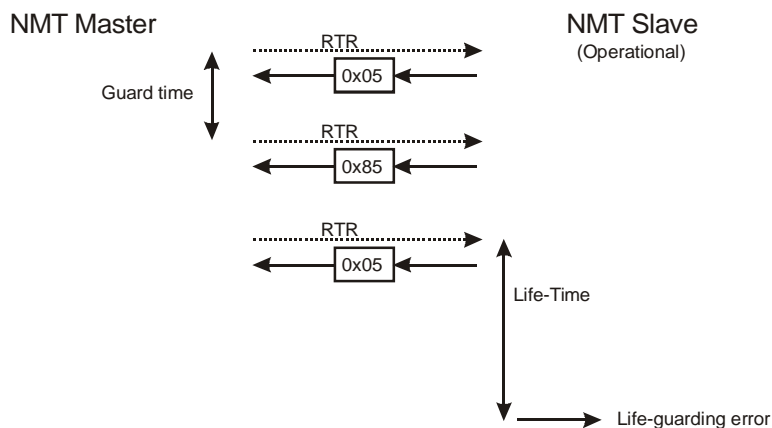 NMT Master
NMT Slave
(Operational)
RTR
0x05
Guard time
RTR
0x85
RTR
0x05
Life-Time
Life-guarding error